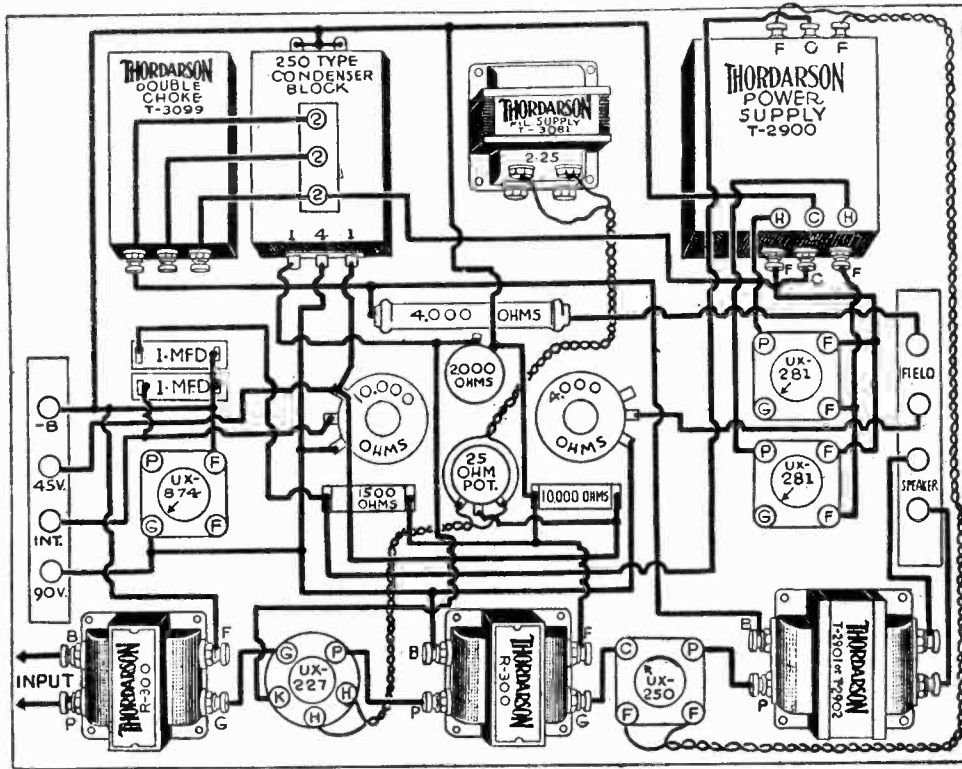 THORDARSON
DOUBLE
CHOKE
T-3099
250 TYPE
CONDENSER
BLOCK
2
2
2
1 4 1
THORDARSON
FIL SUPPLY
T-3081
2-25
F C F
THORDARSON
POWER
SUPPLY
T-2900
H C H
F C F
4,000 OHMS
1·MFD
1·MFD
10,00
OHMS
2,000
OHMS
4,000
OHMS
P F
UX-
281
G F
FIELD
-B
45V.
INT.
90V.
P F
UX-
874
G F
25
OHM
POT.
1500
OHMS
10,000 OHMS
P F
UX-
281
G F
SPEAKER
B F
THORDARSON
R-300
P G
INPUT
G P
UX-
227
K H
H
B F
THORDARSON
R-300
P G
C P
UX-
250
F F
B
THORDARSON
T-2901 or T-2902
P